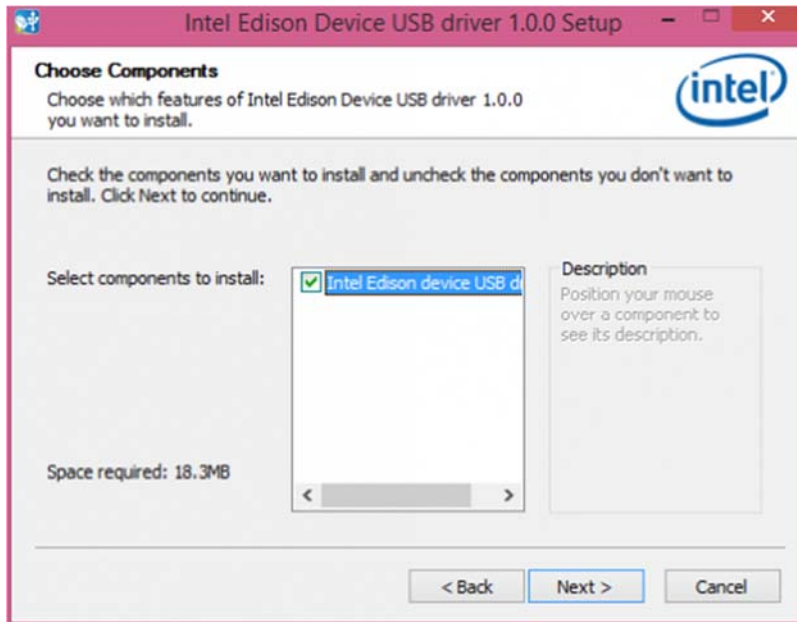 Intel Edison Device USB driver 1.0.0 Setup
Choose Components
Choose which features of Intel Edison Device USB driver 1.0.0
you want to install.
intel
Check the components you want to install and uncheck the components you don't want to
install. Click Next to continue.
Select components to install:
Intel Edison device USB d
Description
Position your mouse
over a component to
see its description.
Space required: 18.3MB
< Back
Next >
Cancel